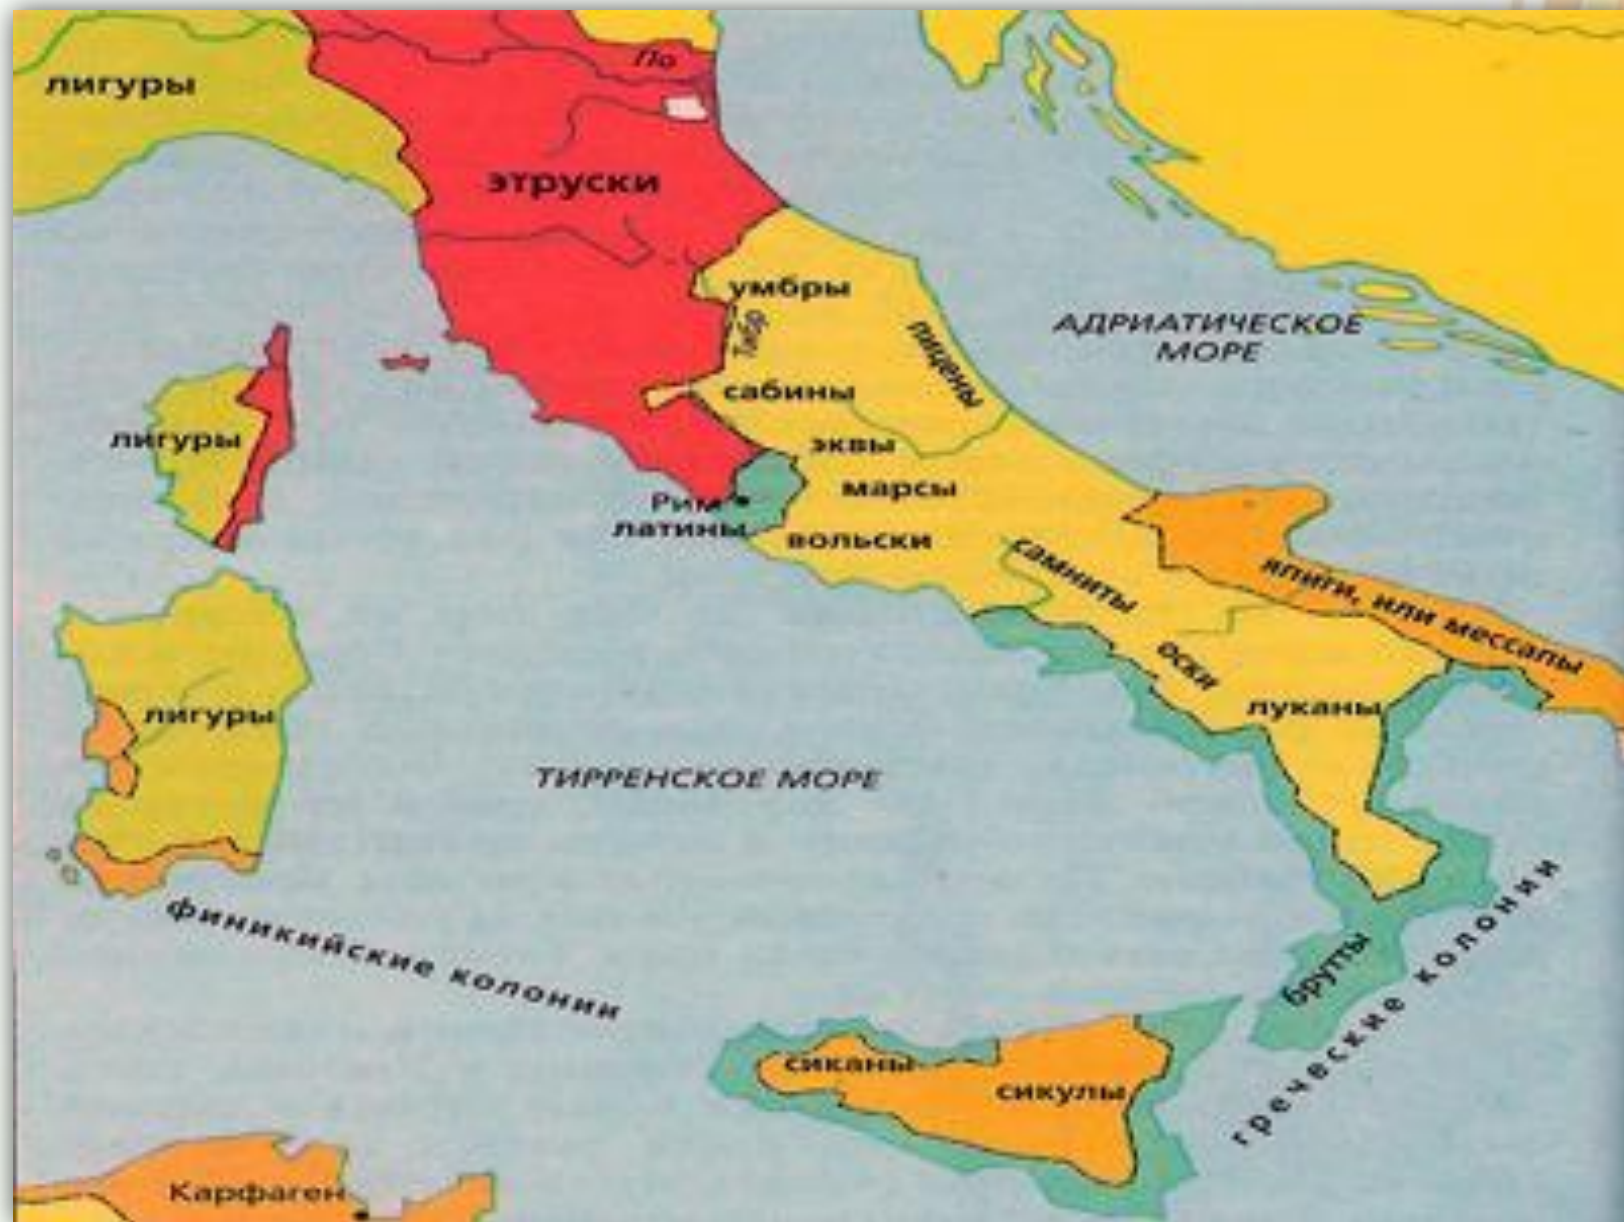 По
лигуры
этруски
умбры
Тибр
пицены
АДРИАТИЧЕСКОЕ
МОРЕ
сабины
лигуры
эквы
марсы
Рим
латины
вольски
самниты
япиги, или мессапы
оски
луканы
лигуры
ТИРРЕНСКОЕ МОРЕ
финикийские колонии
брутты
греческие колонии
сиканы
сикулы
Карфаген